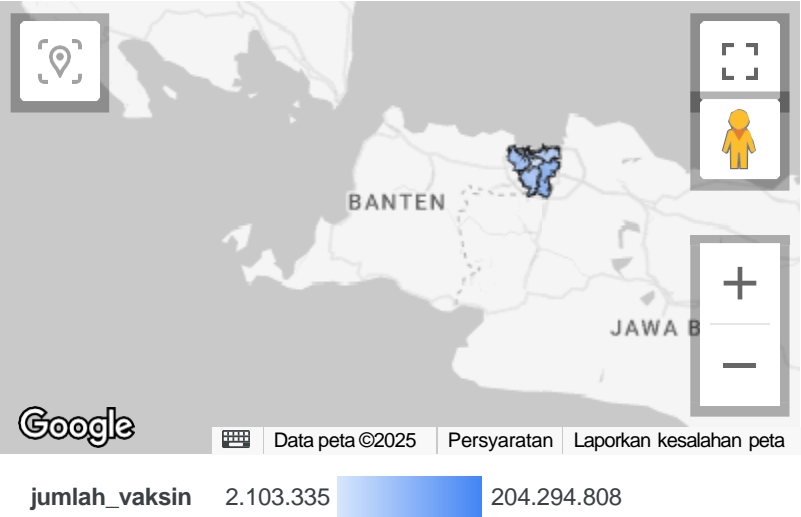 BANTEN
JAWA B
Google
Data peta ©2025
Persyaratan
Laporkan kesalahan peta
jumlah_vaksin 2.103.335 204.294.808